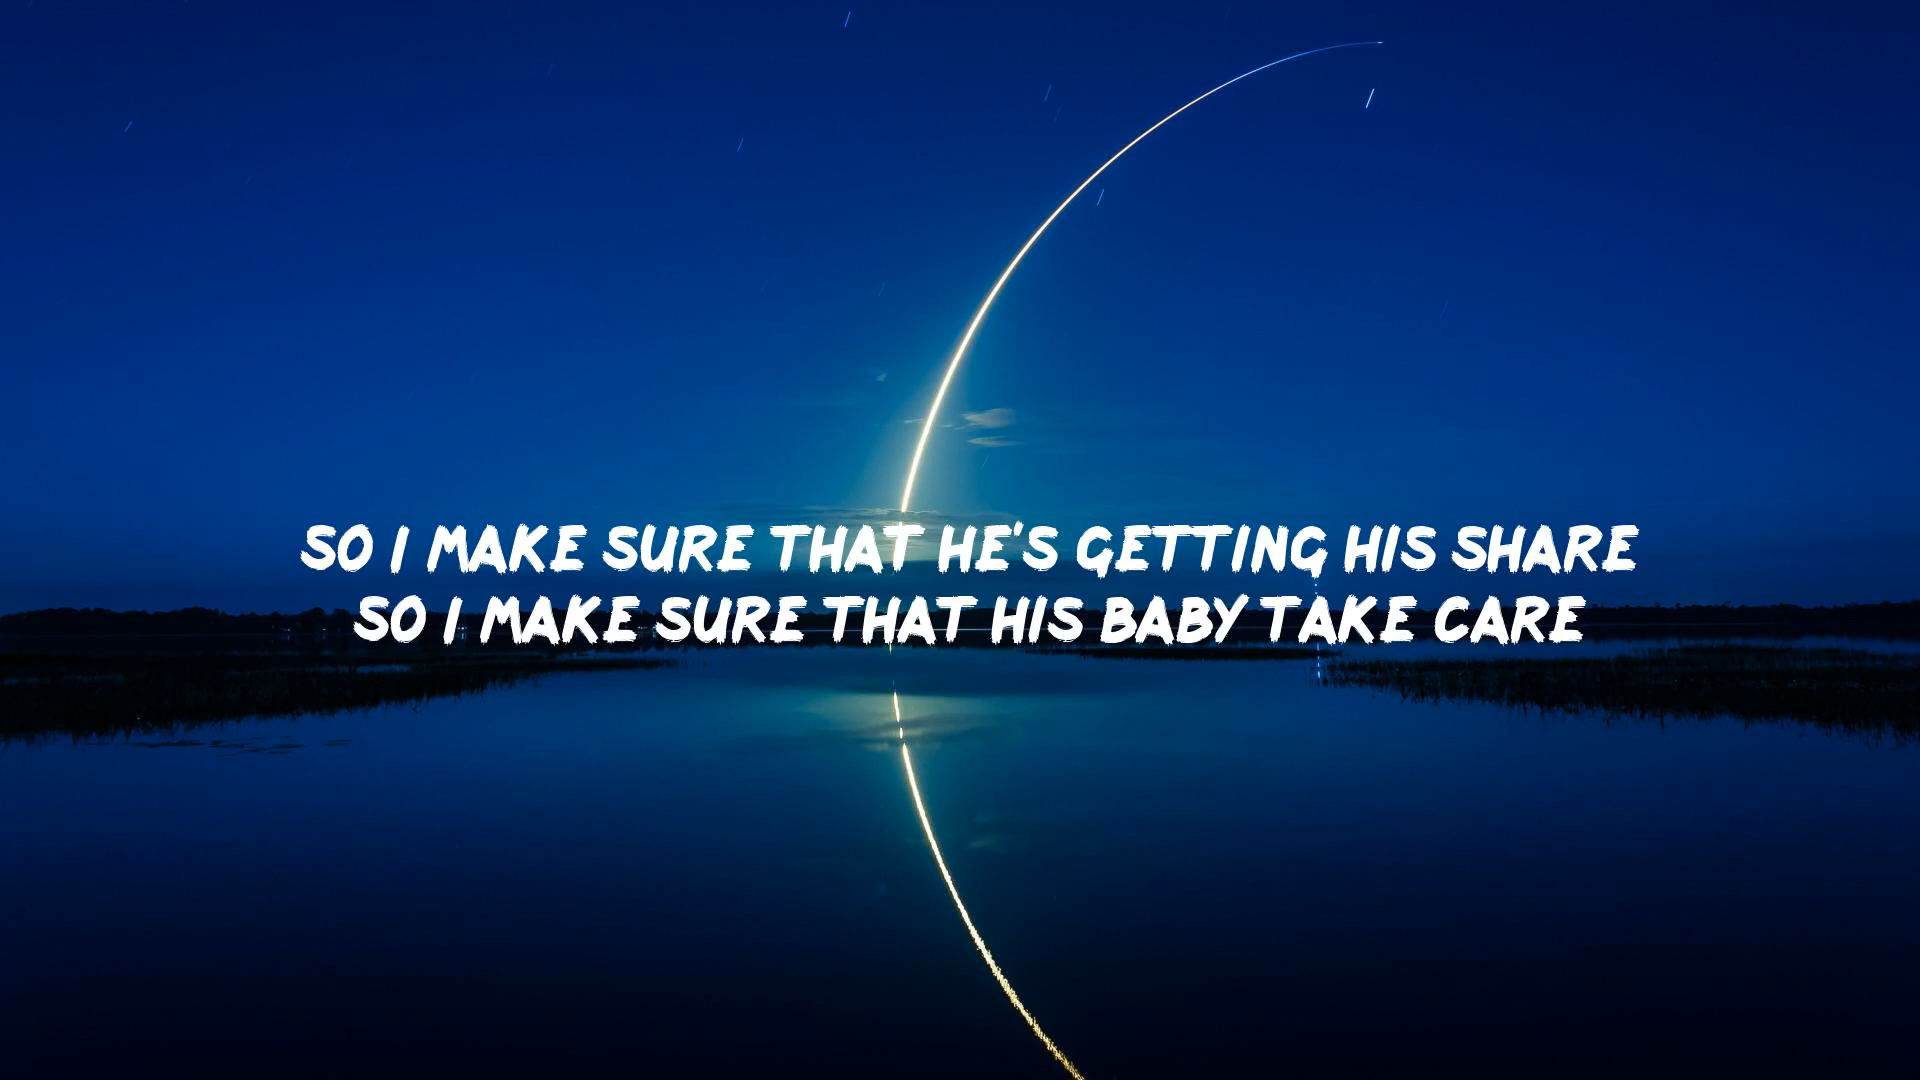 SO I MAKE SURE THAT HE'S GETTING HIS SHARE
SO I MAKE SURE THAT HIS BABY TAKE CARE